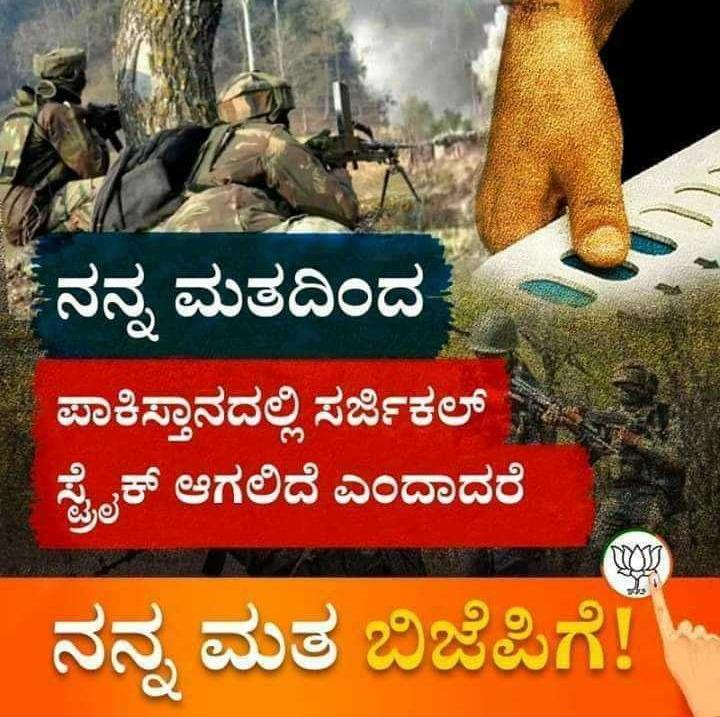 ನನ್ನ ಮತದಿಂದ
ಪಾಕಿಸ್ತಾನದಲ್ಲಿ ಸರ್ಜಿಕಲ್
ಸ್ಟ್ರೈಕ್ ಆಗಲಿದೆ ಎಂದಾದರೆ
ನನ್ನ ಮತ ಬಿಜೆಪಿಗೆ!